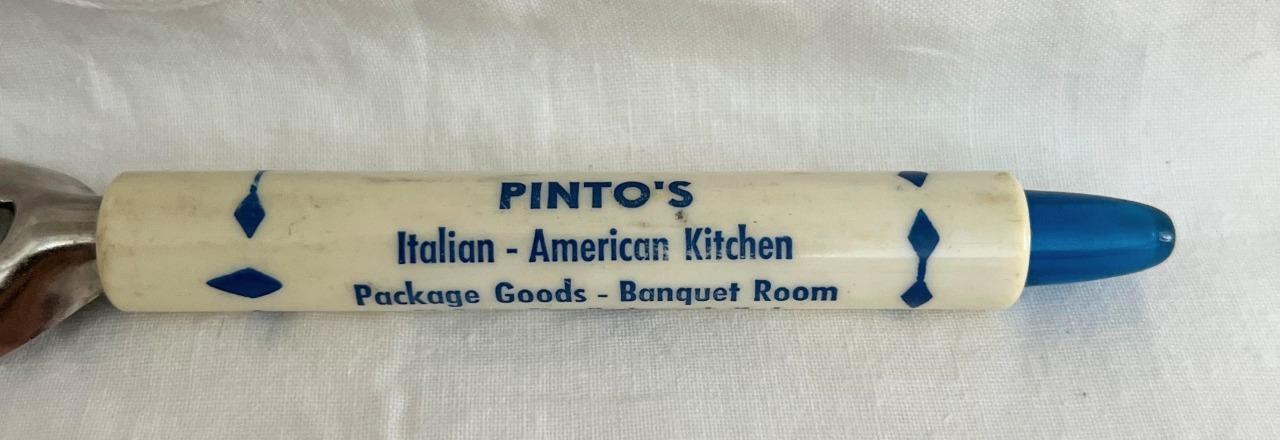 PINTO'S
Italian - American Kitchen
Package Goods - Banquet Room